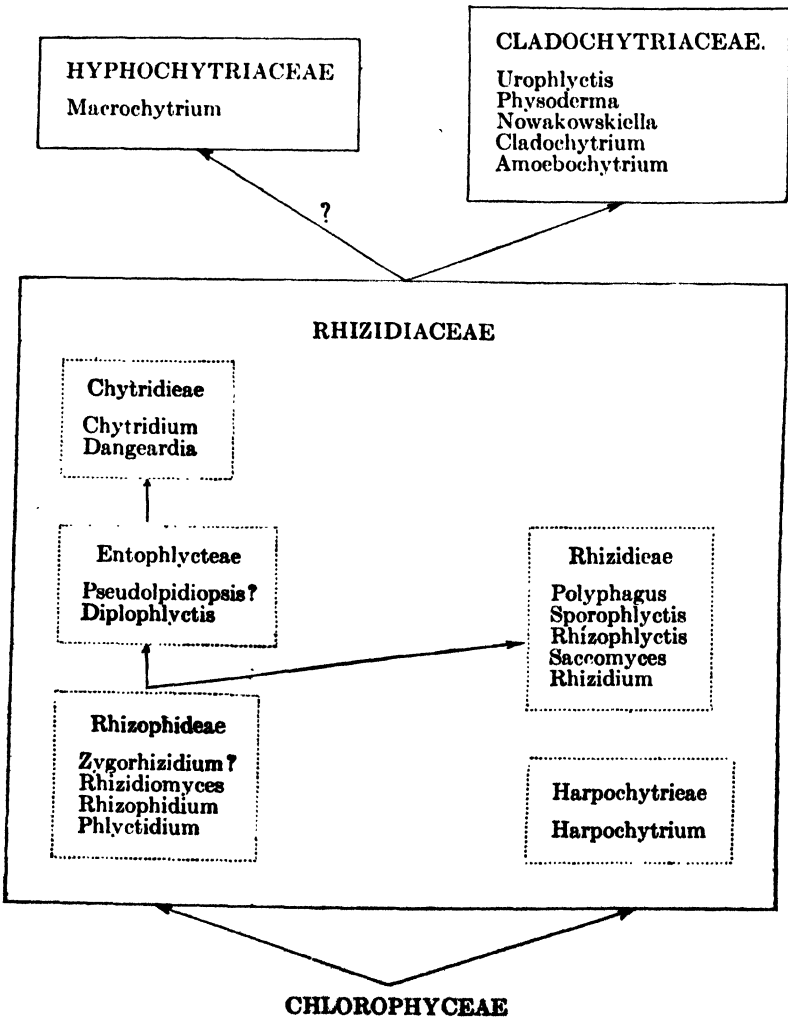 HYPHOCHYTRIACEAE
Macrochytrium
CLADOCHYTRIACEAE.
Urophlyctis
Physoderma
Nowakowskiella
Cladochytrium
Amoebochytrium
?
RHIZIDIACEAE
Chytridieae
Chytridium
Dangeardia
Entophlycteae
Pseudolpidiopsis?
Diplophlyctis
Rhizidieae
Polyphagus
Sporophlyctis
Rhizophlyctis
Saccomyces
Rhizidium
Rhizophideae
Zygorhizidium?
Rhizidiomyces
Rhizophidium
Phlyctidium
Harpochytrieae
Harpochytrium
CHLOROPHYCEAE